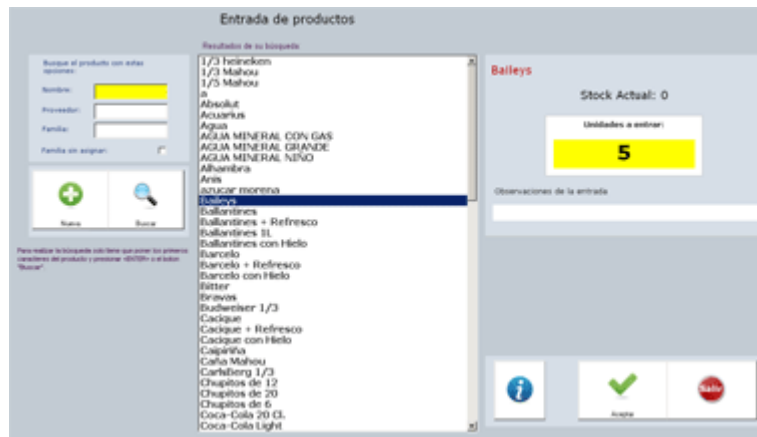 Entrada de productos
Resultados de su búsqueda:
Busque el producto con estas
opciones:
Nombre:
Proveedor:
Familia:
Familia sin asignar:
Nuevo
Buscar
Para realizar la búsqueda solo tiene que poner los primeros
caracteres del producto y presionar <ENTER> o el boton
"Buscar".
1/3 heineken
1/3 Mahou
1/5 Mahou
a
Absolut
Acuarius
Agua
AGUA MINERAL CON GAS
AGUA MINERAL GRANDE
AGUA MINERAL NIÑO
Alhambra
Anis
azucar morena
Baileys
Ballantines
Ballantines + Refresco
Ballantines 1L
Ballantines con Hielo
Barcelo
Barcelo + Refresco
Barcelo con Hielo
Bitter
Bravas
Budweiser 1/3
Cacique
Cacique + Refresco
Cacique con Hielo
Caipiriña
Caña Mahou
CarlsBerg 1/3
Chupitos de 12
Chupitos de 20
Chupitos de 6
Coca-Cola 20 CL
Coca-Cola Light
Baileys
Stock Actual: 0
Unidades a entrar:
5
Observaciones de la entrada
Aceptar
Salir